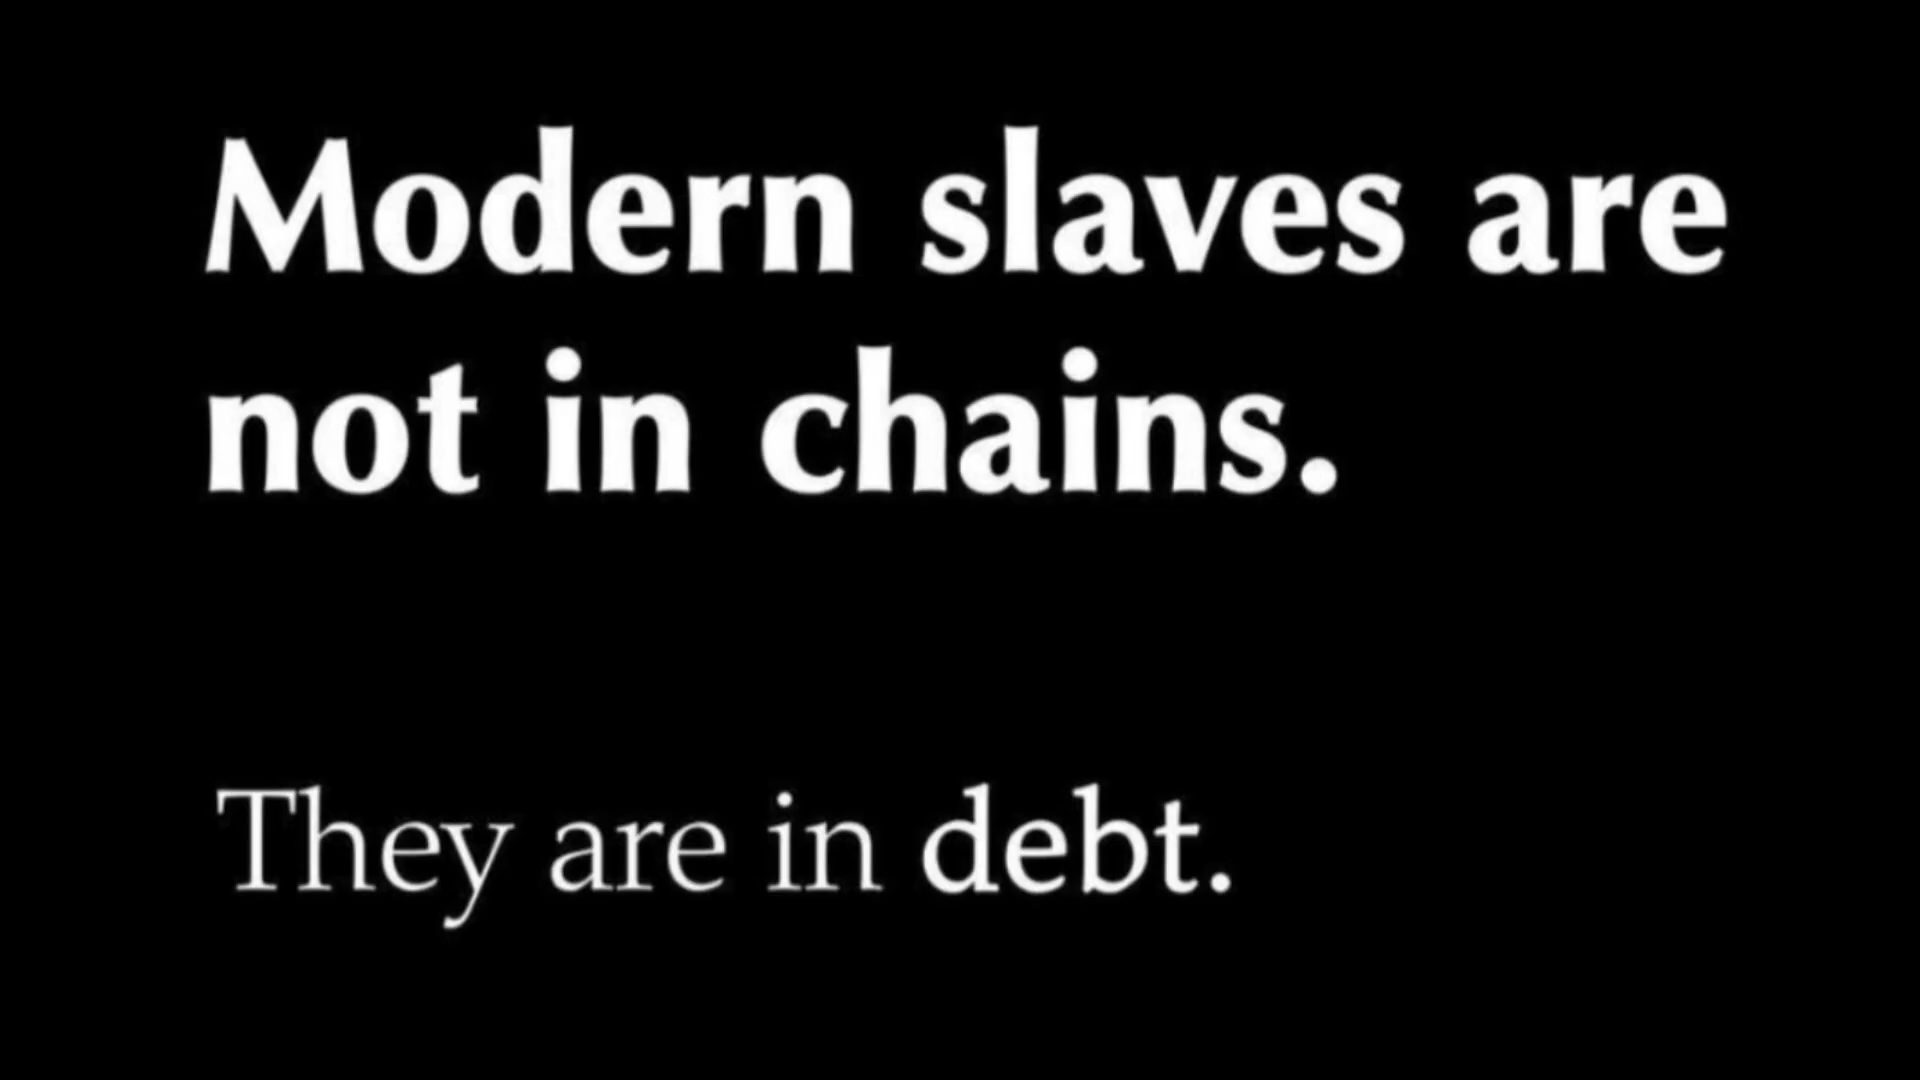 Modern slaves are
not in chains.
They are in debt.